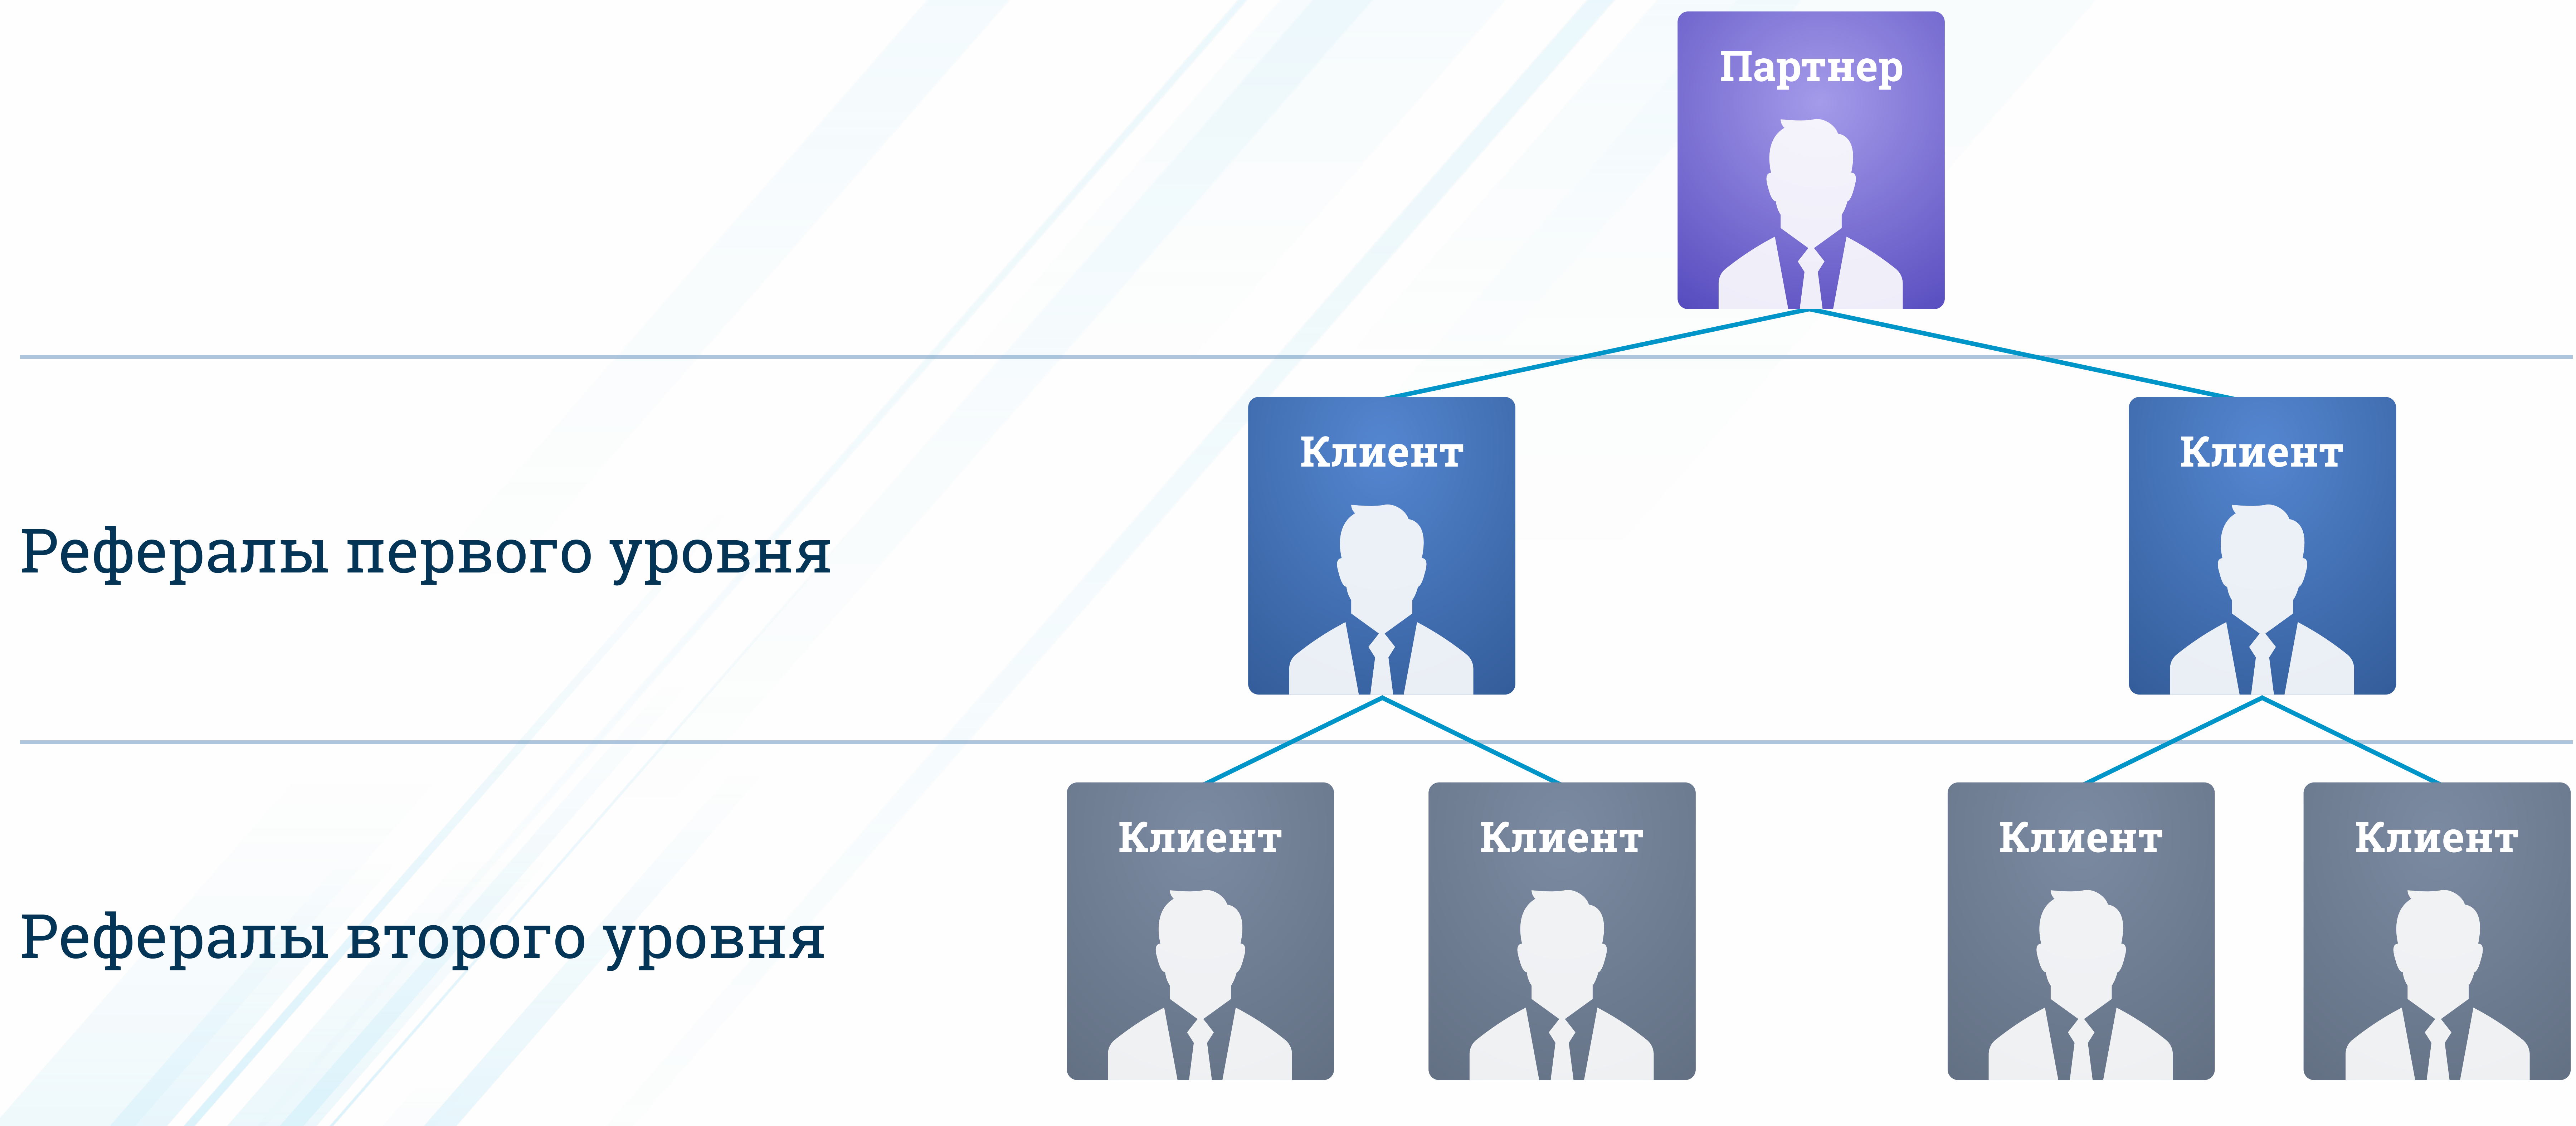 Партнер
Клиент
Клиент
Рефералы первого уровня
Клиент
Клиент
Клиент
Клиент
Рефералы второго уровня